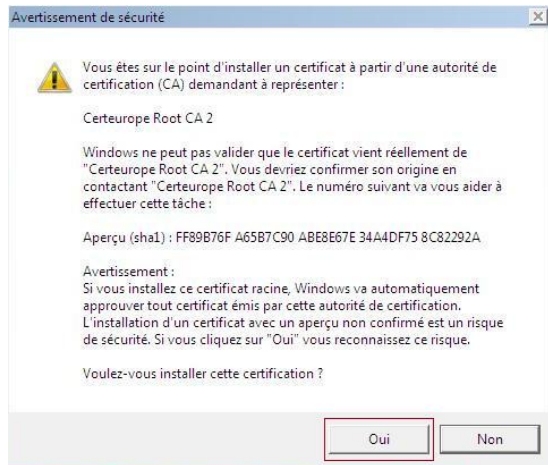 Avertissement de sécurité
Vous êtes sur le point d'installer un certificat à partir d'une autorité de
certification (CA) demandant à représenter :
Certeurope Root CA 2
Windows ne peut pas valider que le certificat vient réellement de
"Certeurope Root CA 2". Vous devriez confirmer son origine en
contactant "Certeurope Root CA 2". Le numéro suivant va vous aider à
effectuer cette tâche :
Aperçu (sha1) : FF89B76F A65B7C90 ABE8E67E 34A4DF75 8C82292A
Avertissement :
Si vous installez ce certificat racine, Windows va automatiquement
approuver tout certificat émis par cette autorité de certification.
L'installation d'un certificat avec un aperçu non confirmé est un risque
de sécurité. Si vous cliquez sur "Oui" vous reconnaissez ce risque.
Voulez-vous installer cette certification ?
Oui
Non